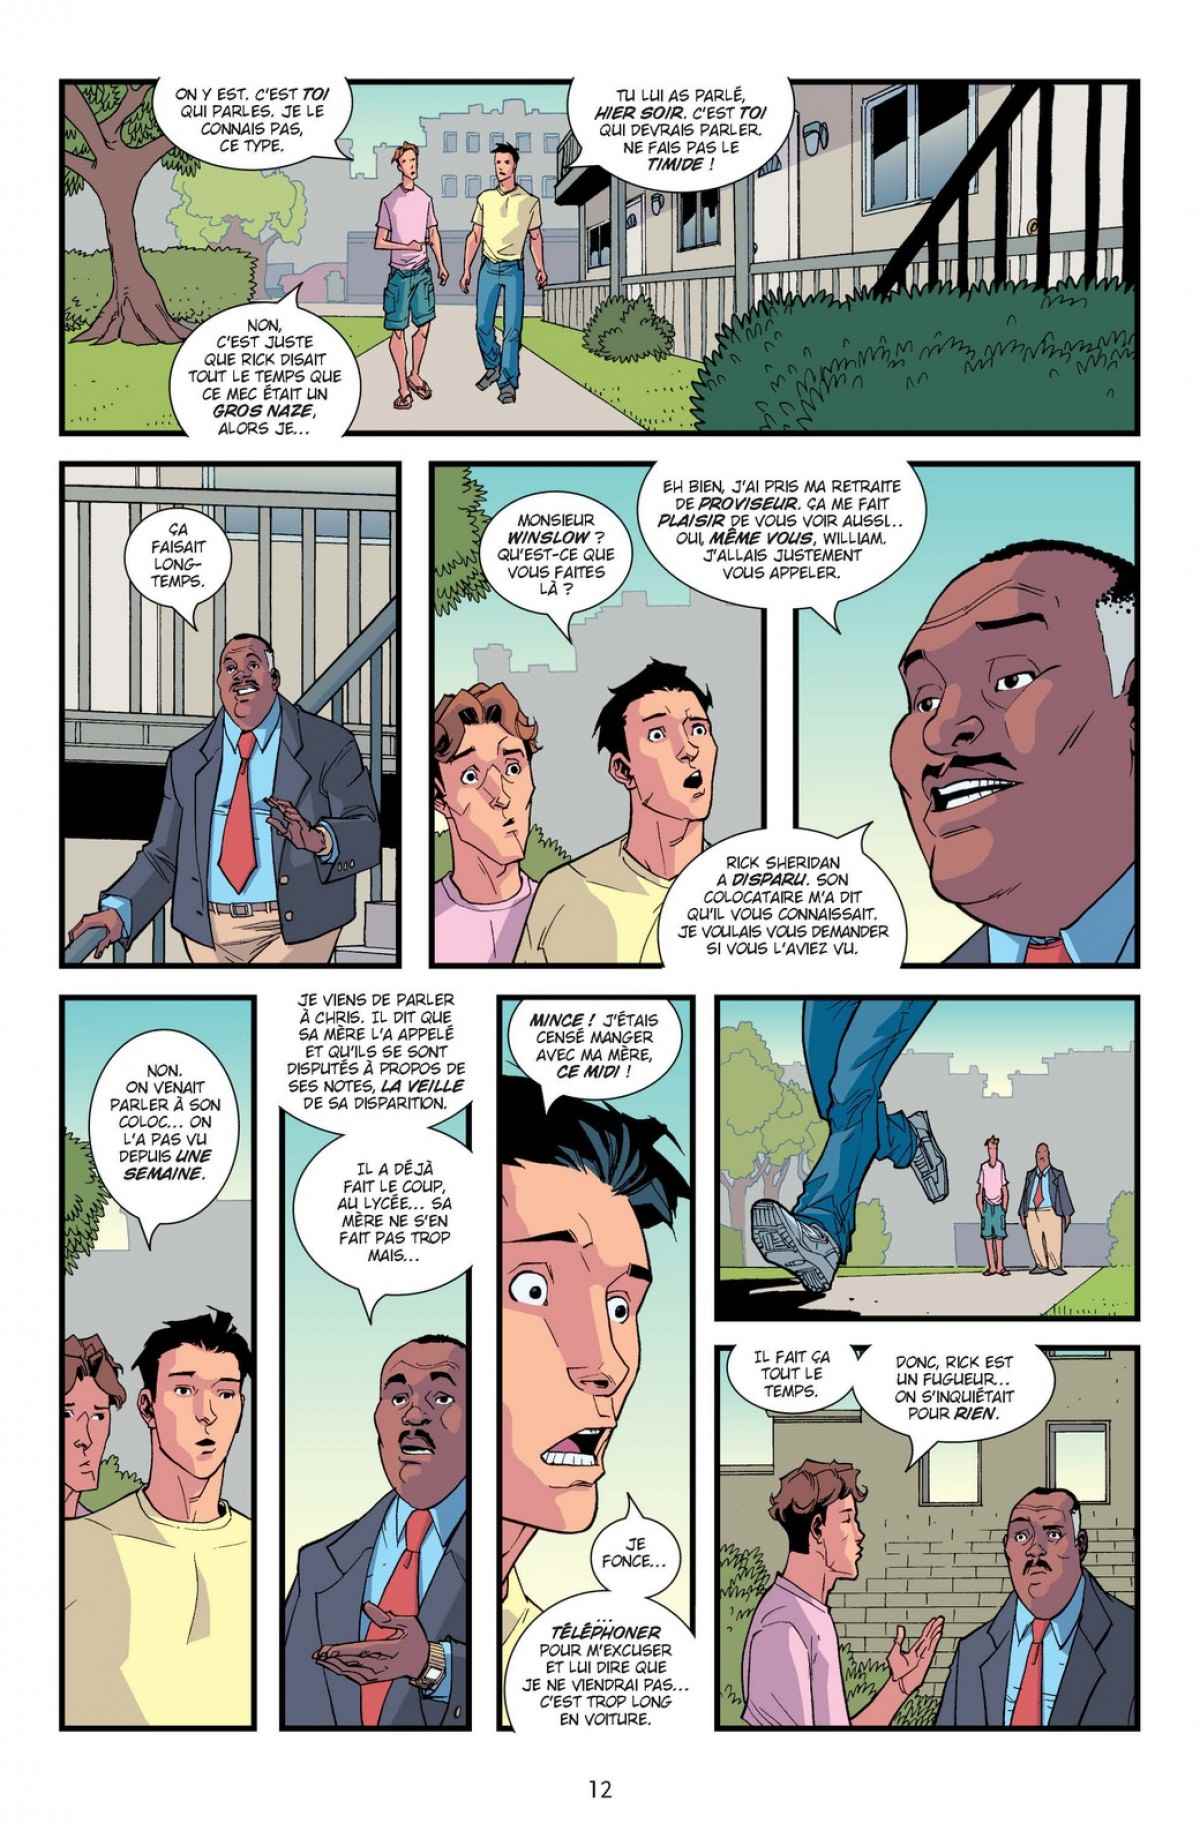 ON Y EST. C'EST TOI
QUI PARLES. JE LE
CONNAIS PAS,
CE TYPE.
TU LUI AS PARLÉ,
HIER SOIR. C'EST TOI
QUI DEVRAIS PARLER.
NE FAIS PAS LE
TIMIDE !
NON,
C'EST JUSTE
QUE RICK DISAIT
TOUT LE TEMPS QUE
CE MEC ÉTAIT UN
GROS NAZE,
ALORS JE...
ÇA
FAISAIT
LONG-
TEMPS.
MONSIEUR
WINSLOW ?
QU'EST-CE QUE
VOUS FAITES
LÀ ?
EH BIEN, J'AI PRIS MA RETRAITE
DE PROVISEUR. ÇA ME FAIT
PLAISIR DE VOUS VOIR AUSSI..
OUI, MÊME VOUS, WILLIAM.
J'ALLAIS JUSTEMENT
VOUS APPELER.
RICK SHERIDAN
A DISPARU. SON
COLOCATAIRE M'A DIT
QU'IL VOUS CONNAISSAIT.
JE VOULAIS VOUS DEMANDER
SI VOUS L'AVIEZ VU.
NON.
ON VENAIT
PARLER À SON
COLOC... ON
L'A PAS VU
DEPUIS UNE
SEMAINE.
JE VIENS DE PARLER
À CHRIS. IL DIT QUE
SA MÈRE L'A APPELÉ
ET QU'ILS SE SONT
DISPUTÉS À PROPOS DE
SES NOTES, LA VEILLE
DE SA DISPARITION.
IL A DÉJÀ
FAIT LE COUP,
AU LYCÉE... SA
MÈRE NE S'EN
FAIT PAS TROP
MAIS...
MINCE ! J'ÉTAIS
CENSÉ MANGER
AVEC MA MÈRE,
CE MIDI !
JE
FONCE...
...
TÉLÉPHONER
POUR M'EXCUSER
ET LUI DIRE QUE
JE NE VIENDRAI PAS...
C'EST TROP LONG
EN VOITURE.
IL FAIT ÇA
TOUT LE
TEMPS.
DONC, RICK EST
UN FUGUEUR...
ON S'INQUIÉTAIT
POUR RIEN.
12